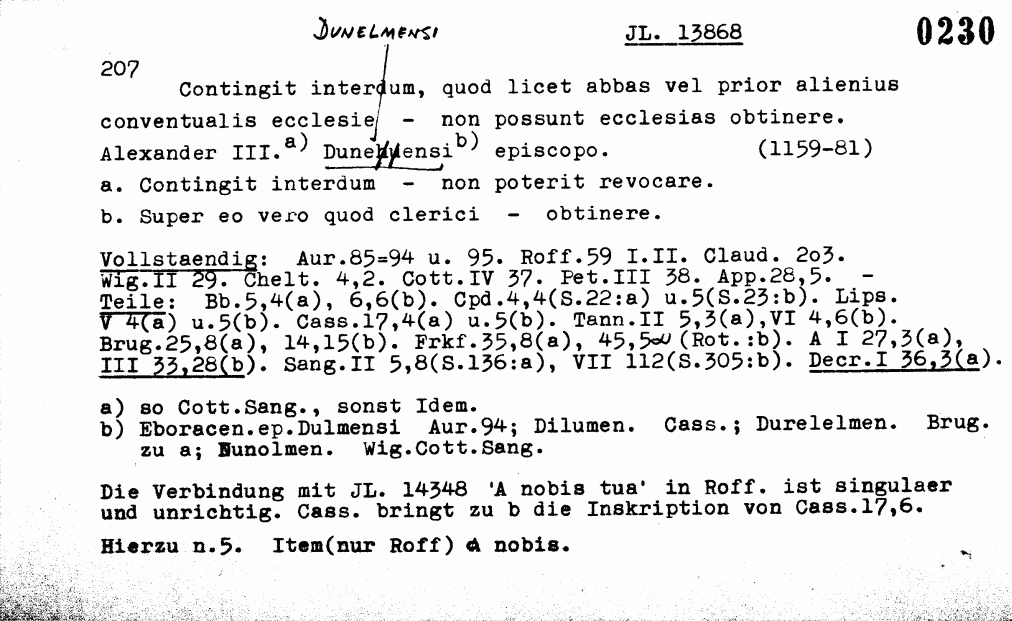 DUNELMENSI JL. 13868 0230
207
Contingit interdum, quod licet abbas vel prior alienius
conventualis ecclesie - non possunt ecclesias obtinere.
Alexander III.a) Dunelmensi b) episcopo. (1159-81)
a. Contingit interdum - non poterit revocare.
b. Super eo vero quod clerici - obtinere.
Vollstaendig: Aur.85=94 u. 95. Roff.59 I.II. Claud. 2o3.
Wig.II 29. Chelt. 4,2. Cott.IV 37. Pet.III 38. App.28,5. -
Teile: Bb.5,4(a), 6,6(b). Cpd.4,4(S.22:a) u.5(S.23:b). Lips.
V 4(a) u.5(b). Cass.17,4(a) u.5(b). Tann.II 5,3(a),VI 4,6(b).
Brug.25,8(a), 14,15(b). Frkf.35,8(a), 45,5 (Rot.:b). A I 27,3(a),
III 33,28(b). Sang.II 5,8(S.136:a), VII 112(S.305:b). Decr.I 36,3(a).
a) so Cott.Sang., sonst Idem.
b) Eboracen.ep.Dulmensi Aur.94; Dilumen. Cass.; Durelelmen. Brug.
zu a; Dunolmen. Wig.Cott.Sang.
Die Verbindung mit JL. 14348 'A nobis tua' in Roff. ist singulaer
und unrichtig. Cass. bringt zu b die Inskription von Cass.17,6.
Hierzu n.5. Item(nur Roff) A nobis.